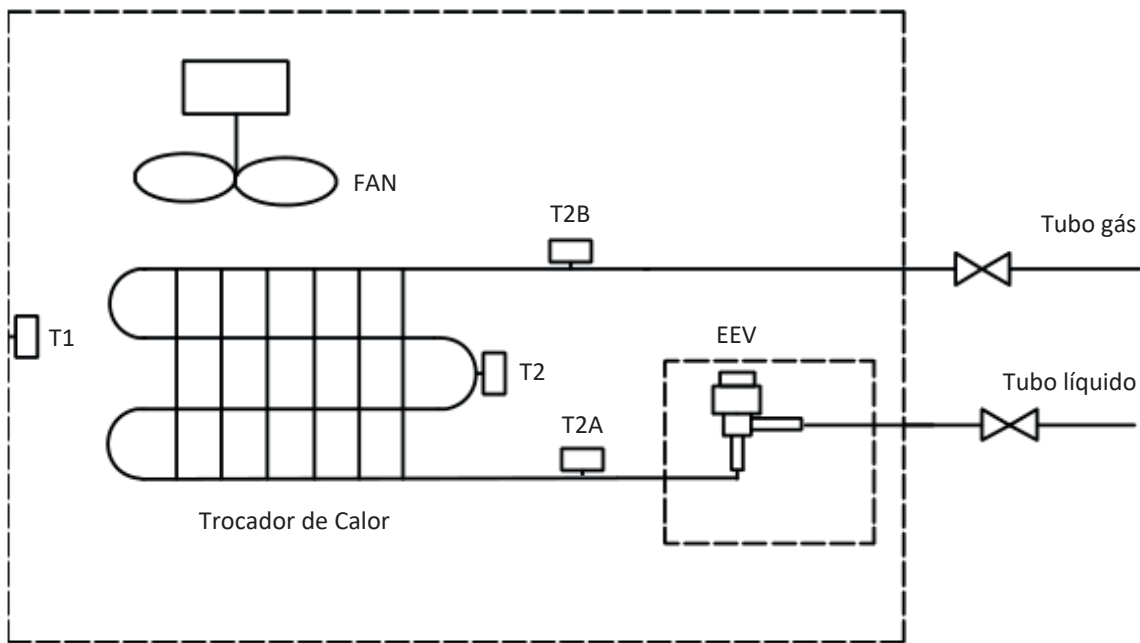 FAN
T2B
Tubo gás
T1
EEV
T2
Tubo líquido
T2A
Trocador de Calor